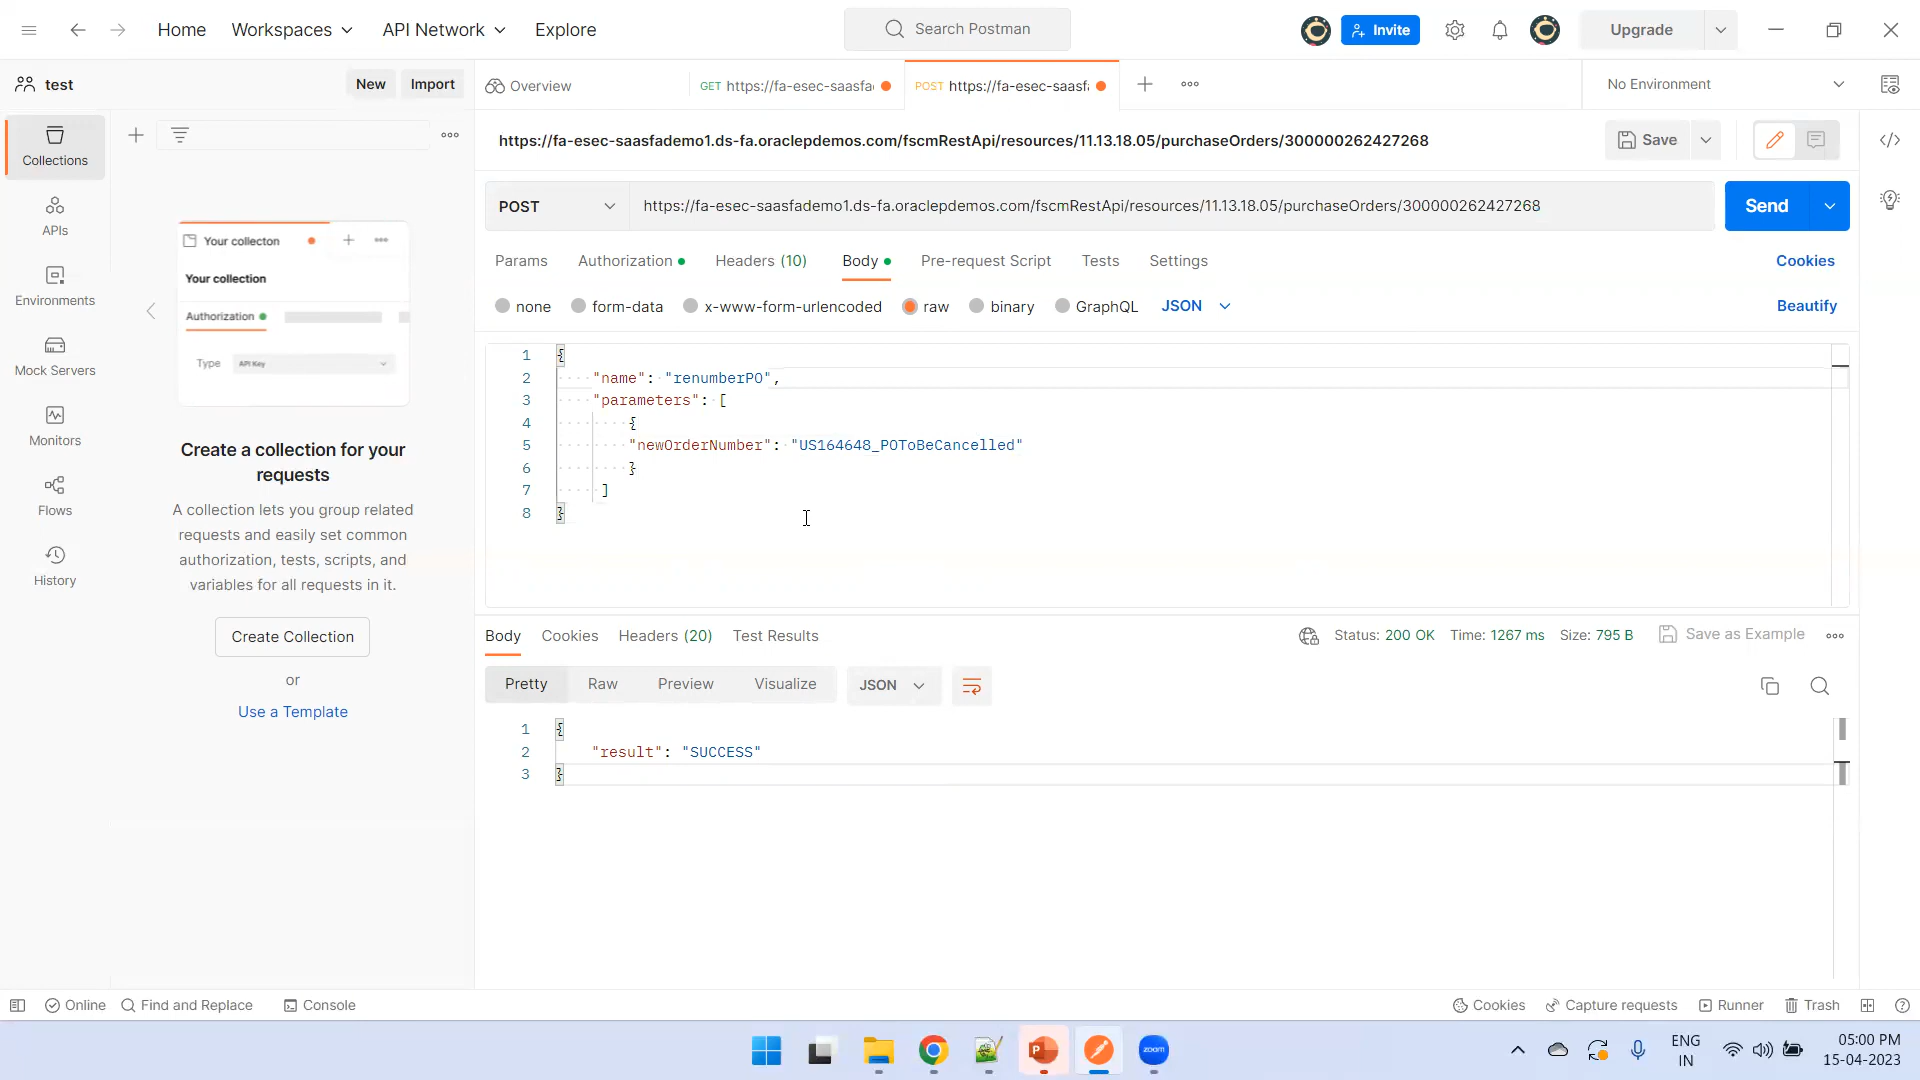 Home Workspaces API Network Explore Search Postman Invite Upgrade
test New Import Overview GET https://fa-esec-saasfa POST https://fa-esec-saasf No Environment
https://fa-esec-saasfademo1.ds-fa.oraclepdemos.com/fscmRestApi/resources/11.13.18.05/purchaseOrders/300000262427268 Save
Collections
POST https://fa-esec-saasfademo1.ds-fa.oraclepdemos.com/fscmRestApi/resources/11.13.18.05/purchaseOrders/300000262427268 Send
APIs
Environments
Mock Servers
Monitors
Flows
History
Your collecton
Your collection
Authorization
Type API Key
Create a collection for your
requests
A collection lets you group related
requests and easily set common
authorization, tests, scripts, and
variables for all requests in it.
Create Collection
or
Use a Template
Params Authorization Headers (10) Body Pre-request Script Tests Settings Cookies
none form-data x-www-form-urlencoded raw binary GraphQL JSON Beautify
1 {
2 "name": "renumberPO",
3 "parameters": [
4 {
5 "newOrderNumber": "US164648_POToBeCancelled"
6 }
7 ]
8 }
Body Cookies Headers (20) Test Results Status: 200 OK Time: 1267 ms Size: 795 B Save as Example
Pretty Raw Preview Visualize JSON
1 {
2 "result": "SUCCESS"
3 }
Online Find and Replace Console Cookies Capture requests Runner Trash
zoom
ENG
IN
05:00 PM
15-04-2023